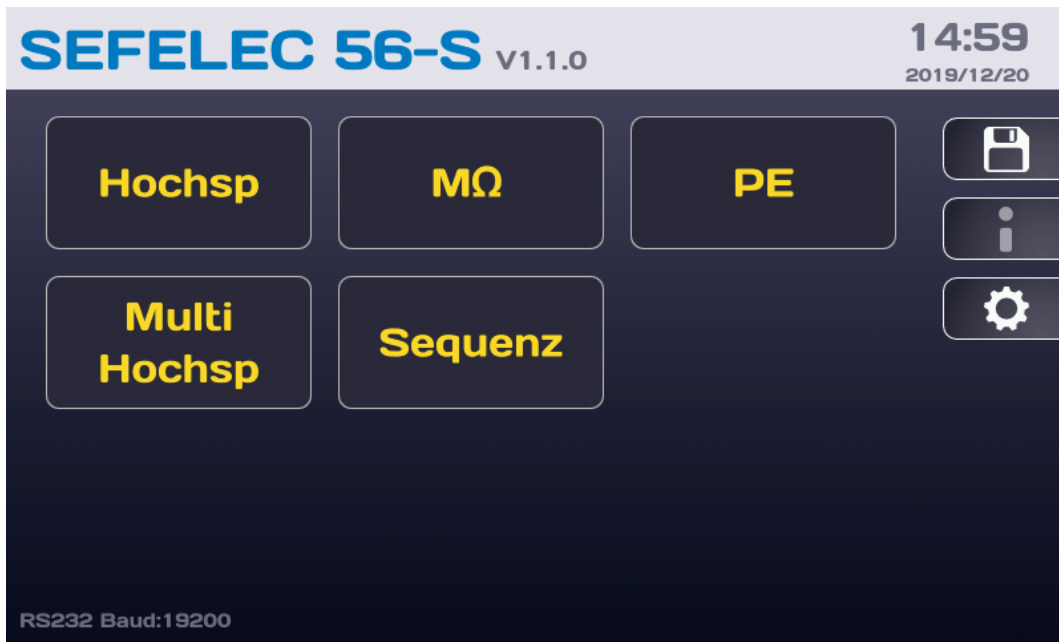 SEFELEC 56-S V1.1.0
14:59
2019/12/20
Hochsp
MΩ
PE
Multi
Hochsp
Sequenz
RS232 Baud:19200